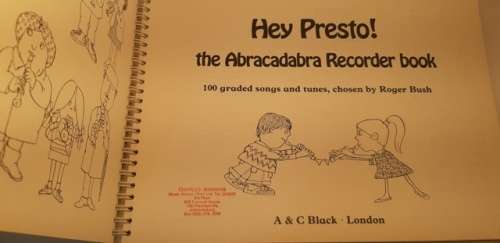 Hey Presto!
the Abracadabra Recorder book
100 graded songs and tunes, chosen by Roger Bush
A & C Black · London